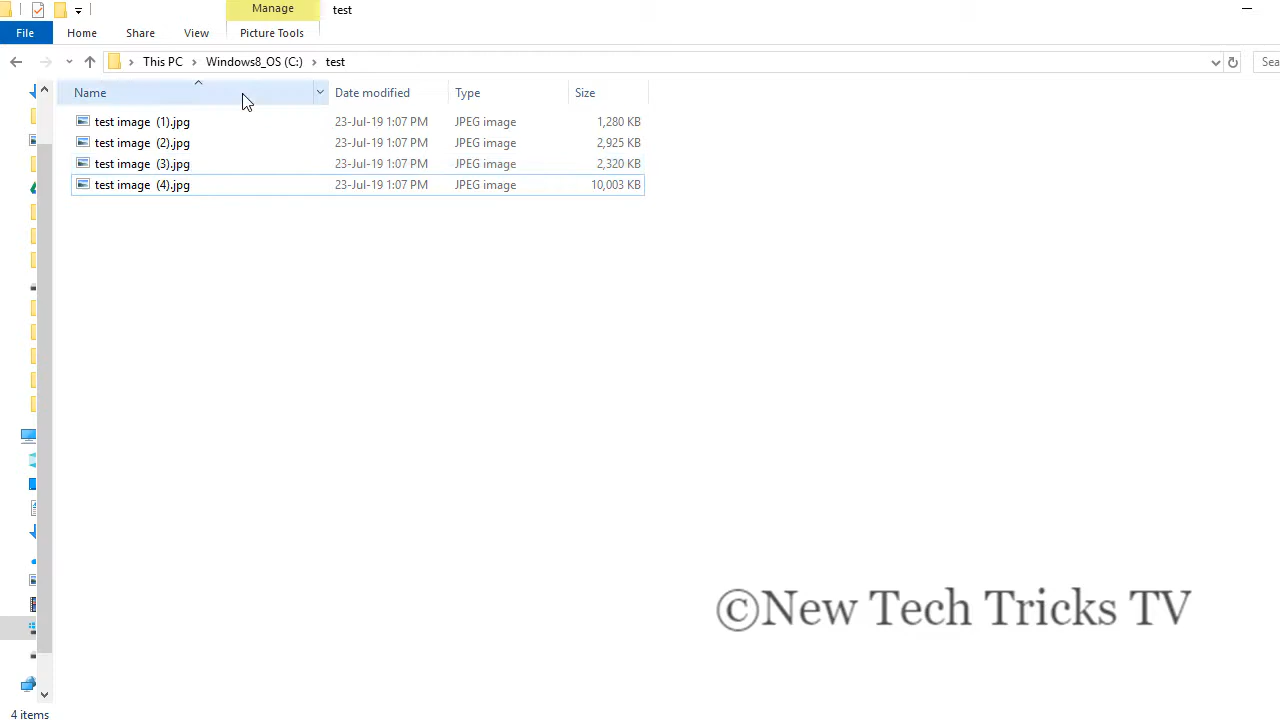 Manage test
File Home Share View Picture Tools
This PC Windows8_OS (C:) test Sea
Name Date modified Type Size
test image (1).jpg 23-Jul-19 1:07 PM JPEG image 1,280 KB
test image (2).jpg 23-Jul-19 1:07 PM JPEG image 2,925 KB
test image (3).jpg 23-Jul-19 1:07 PM JPEG image 2,320 KB
test image (4).jpg 23-Jul-19 1:07 PM JPEG image 10,003 KB
©New Tech Tricks TV
4 items